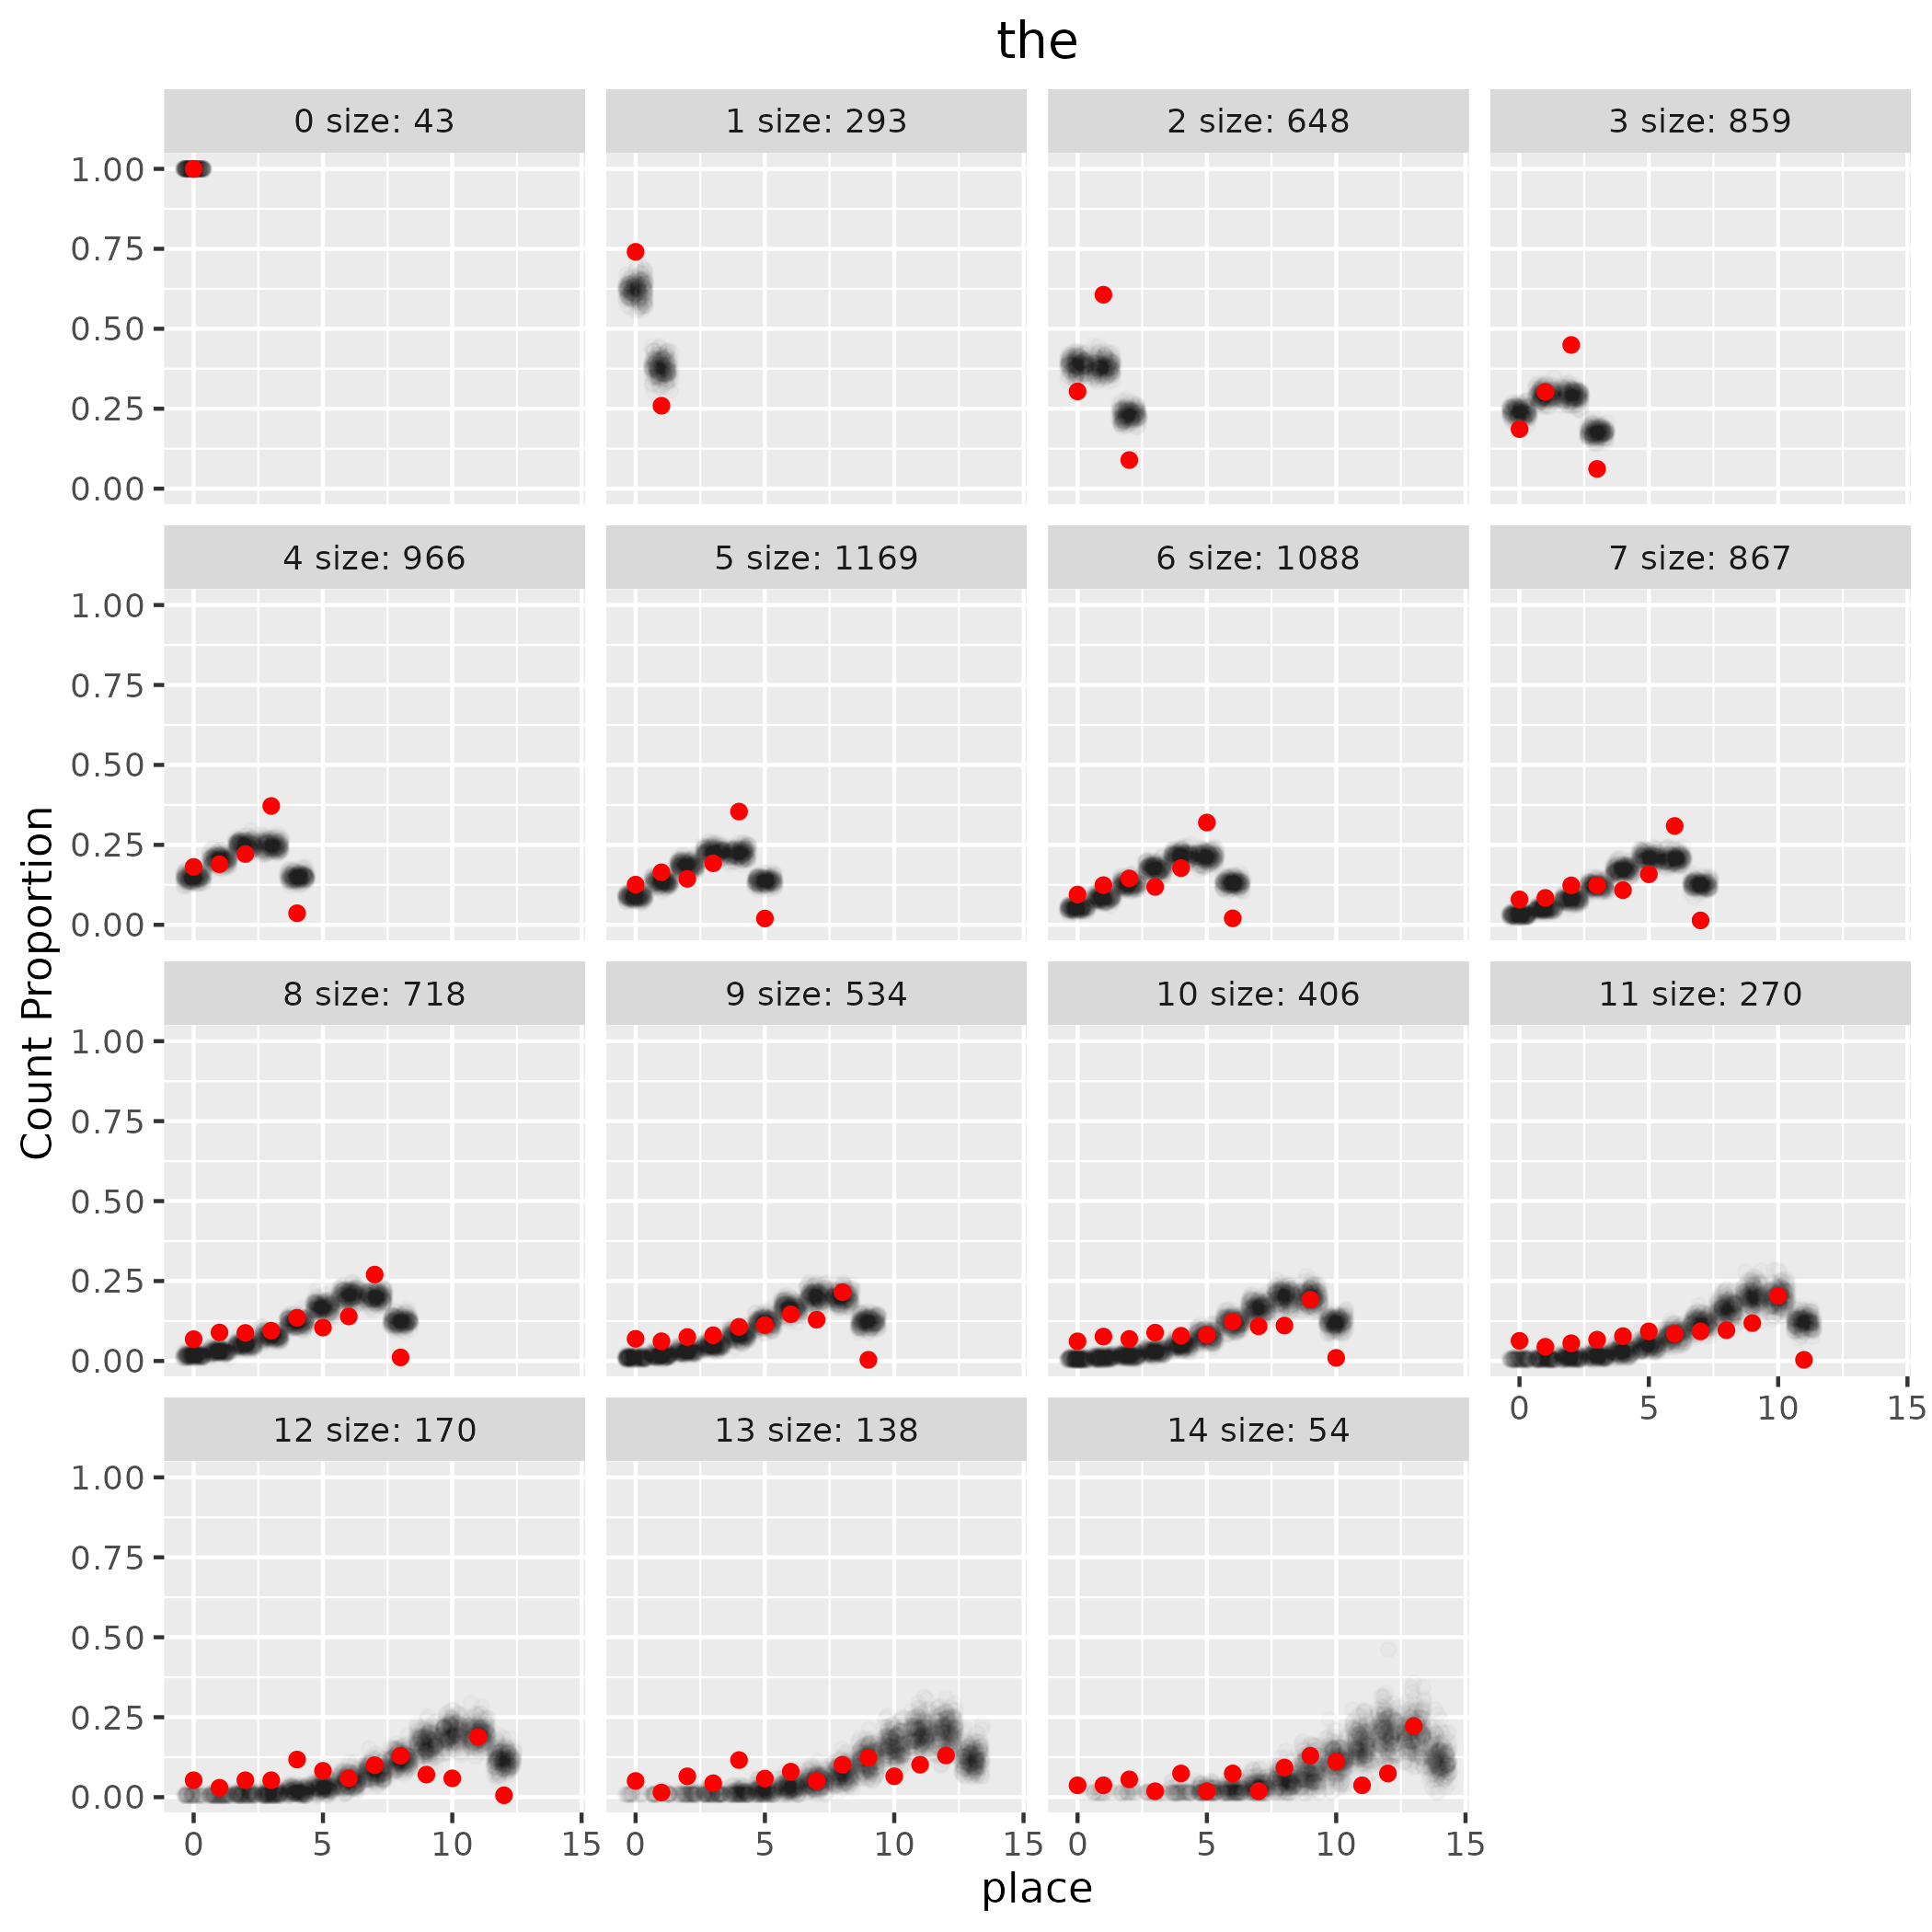 the
0 size: 43
1 size: 293
2 size: 648
3 size: 859
1.00
0.75
0.50
0.25
0.00
4 size: 966
5 size: 1169
6 size: 1088
7 size: 867
1.00
0.75
0.50
0.25
0.00
8 size: 718
9 size: 534
10 size: 406
11 size: 270
1.00
0.75
0.50
0.25
0.00
0 5 10 15
12 size: 170
13 size: 138
14 size: 54
1.00
0.75
0.50
0.25
0.00
0 5 10 15
0 5 10 15
0 5 10 15
Count Proportion
place